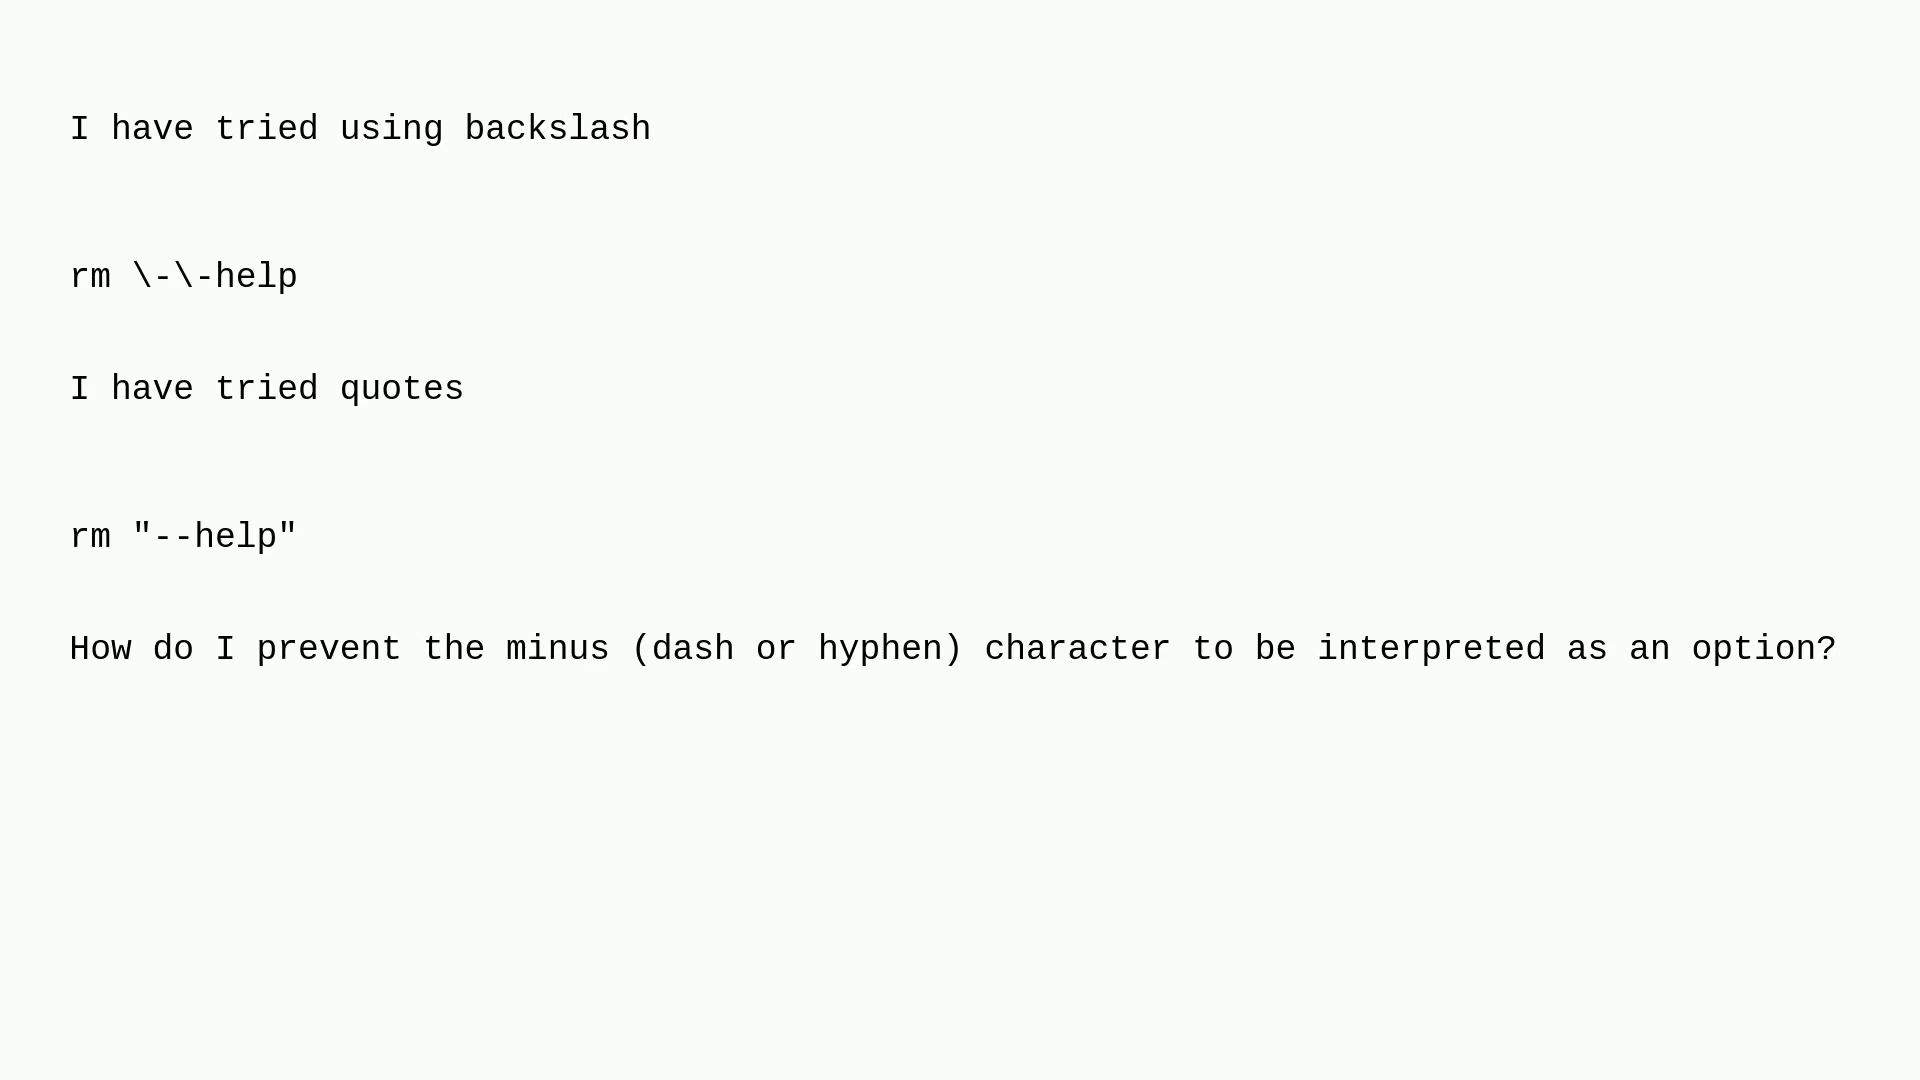 I have tried using backslash
rm \-\-help
I have tried quotes
rm "--help"
How do I prevent the minus (dash or hyphen) character to be interpreted as an option?